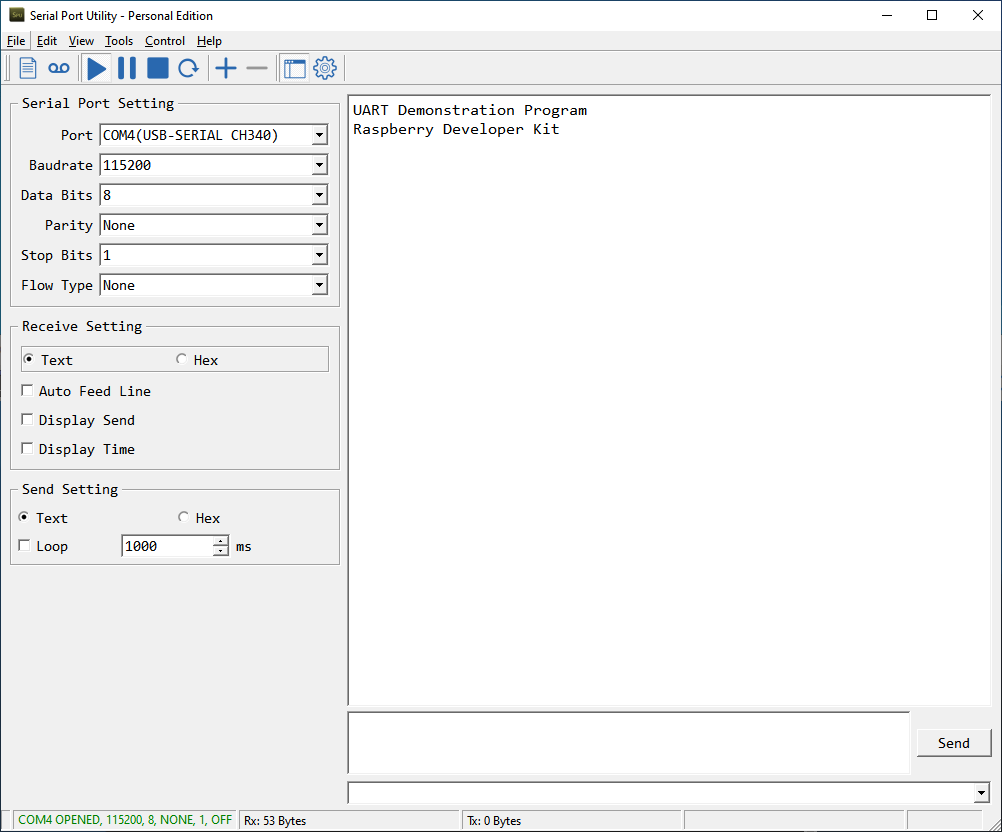 Serial Port Utility - Personal Edition
File Edit View Tools Control Help
Serial Port Setting
Port COM4(USB-SERIAL CH340)
Baudrate 115200
Data Bits 8
Parity None
Stop Bits 1
Flow Type None
Receive Setting
Text Hex
Auto Feed Line
Display Send
Display Time
Send Setting
Text Hex
Loop 1000 ms
UART Demonstration Program
Raspberry Developer Kit
Send
COM4 OPENED, 115200, 8, NONE, 1, OFF Rx: 53 Bytes Tx: 0 Bytes